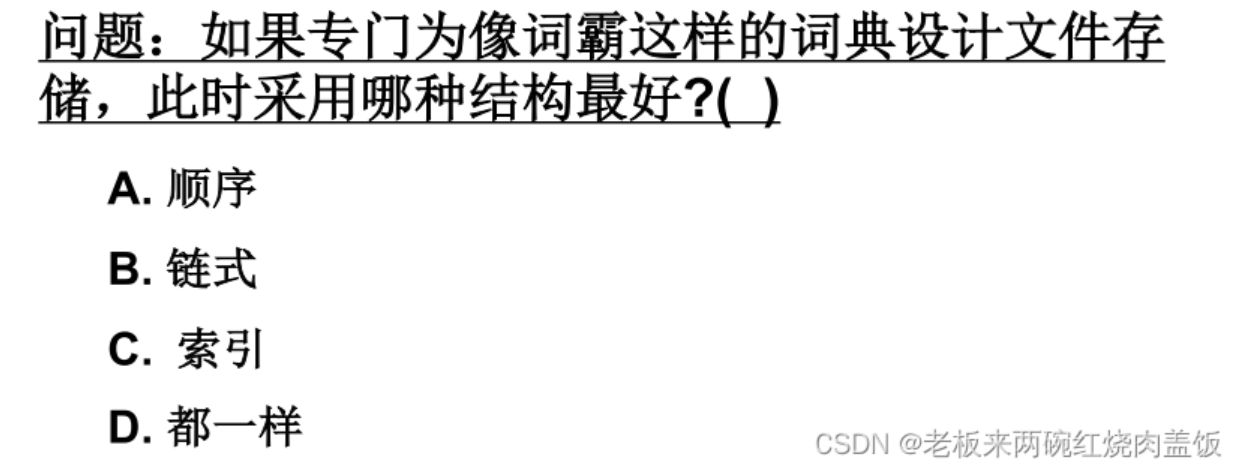 问题：如果专门为像词霸这样的词典设计文件存
储，此时采用哪种结构最好?( )
A. 顺序
B. 链式
C. 索引
D. 都一样
CSDN @老板来两碗红烧肉盖饭